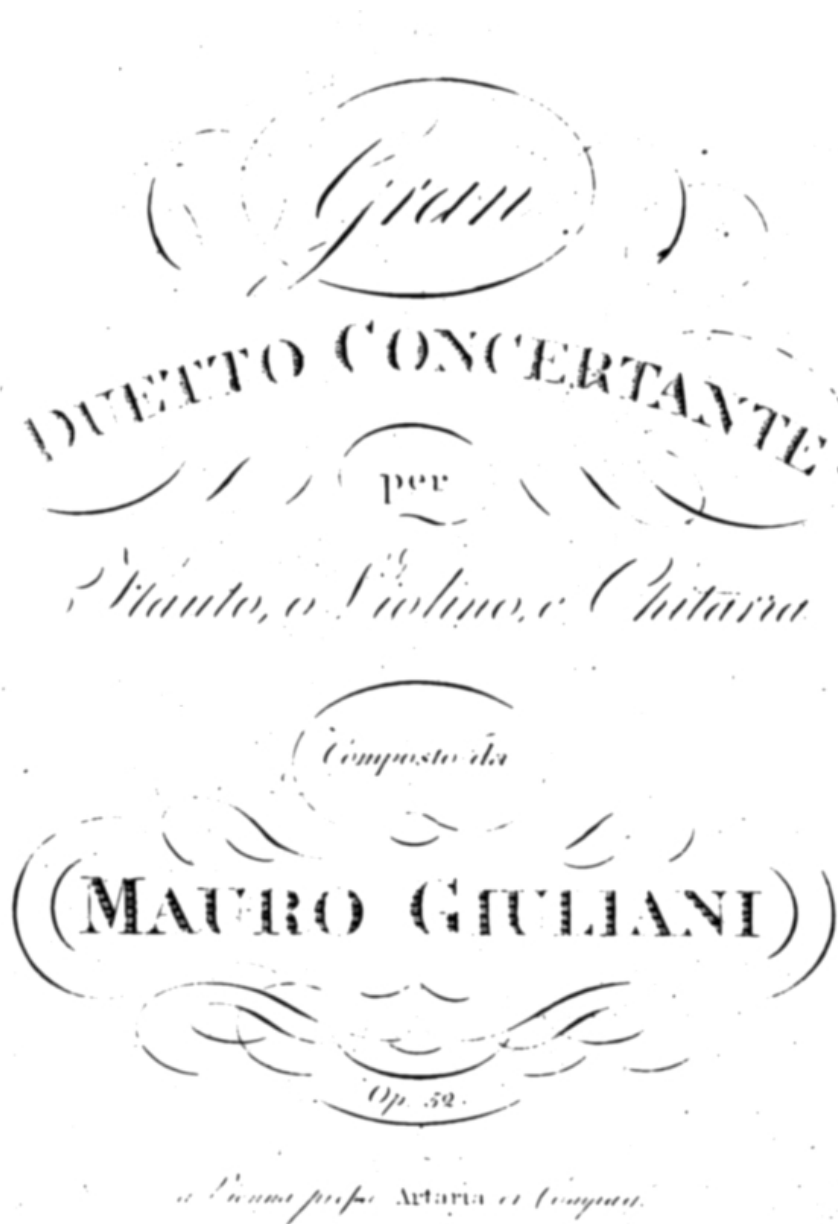 Gran
DUETTO CONCERTANTE
per
Flauto, o Violino, e Chitarra
Composto da
MAURO GIULIANI
Op. 52.
a Vienna presso Artaria et Compag.